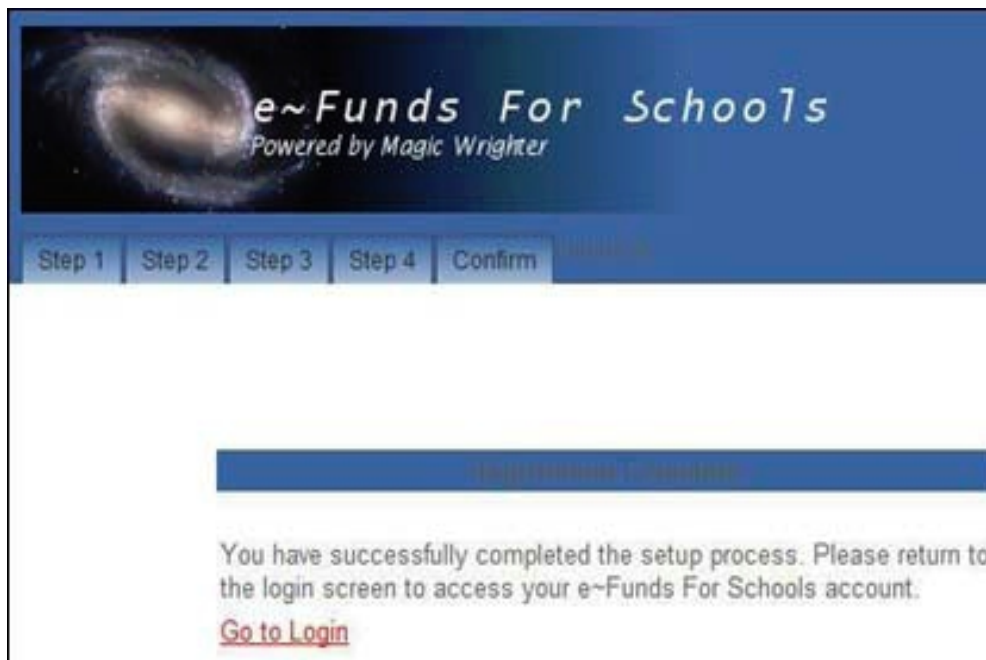 e~Funds For Schools
Powered by Magic Wrighter
Step 1 Step 2 Step 3 Step 4 Confirm
You have successfully completed the setup process. Please return to
the login screen to access your e~Funds For Schools account.
Go to Login